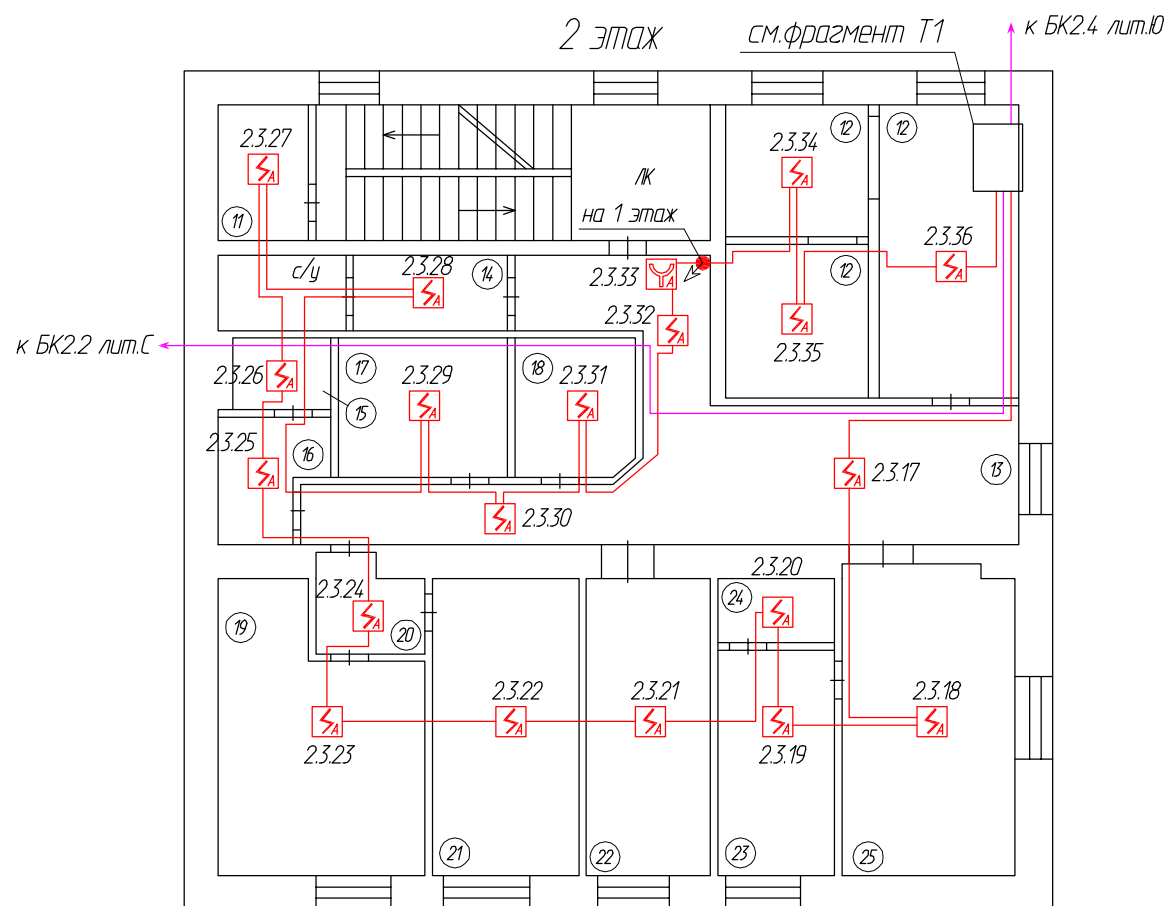 2 этаж
см.фрагмент Т1
к БК2.4 лит.Ю
2.3.27
А
11
ЛК
на 1 этаж
2.3.34
А
12
12
2.3.36
А
с/у
2.3.28
А
14
2.3.33
А
12
2.3.32
А
2.3.35
А
к БК2.2 лит.С
2.3.26
А
15
17
2.3.29
А
18
2.3.31
А
2.3.25
А
16
2.3.30
А
2.3.17
А
13
2.3.24
А
20
19
2.3.20
А
24
2.3.23
А
2.3.22
А
2.3.21
А
2.3.19
А
2.3.18
А
21
22
23
25